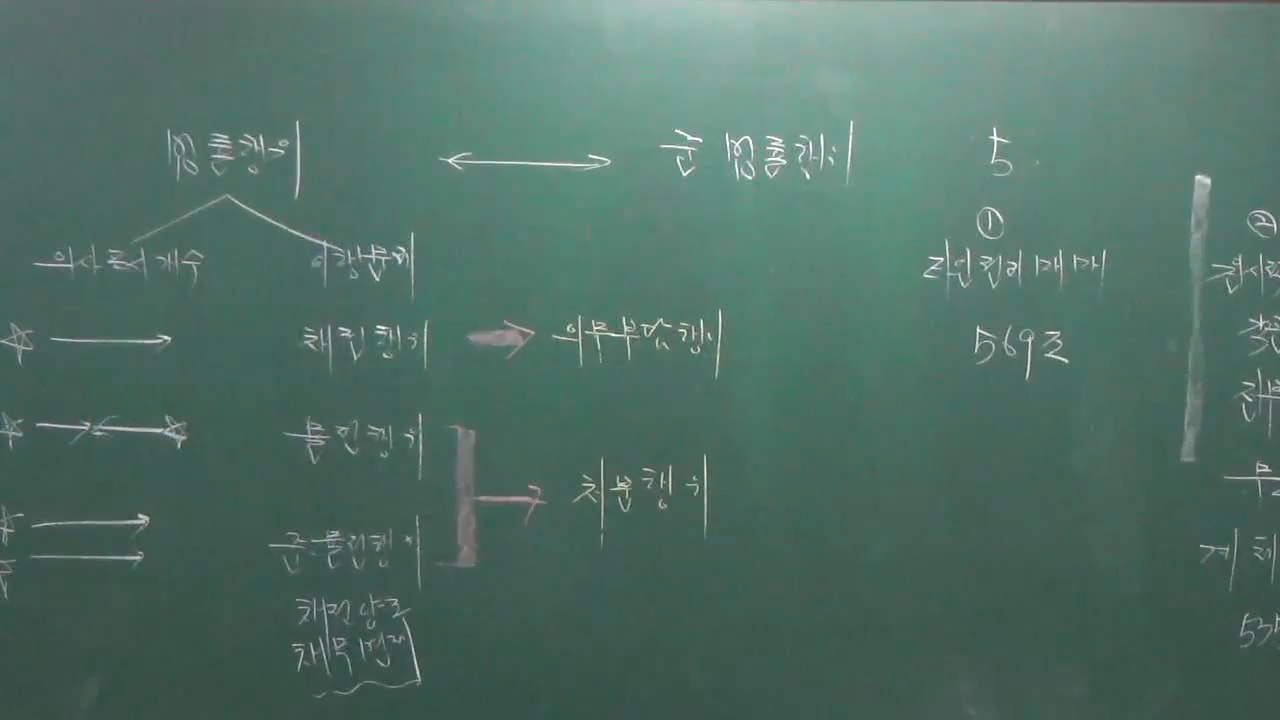 법률행위 ↔ 준법률행위 5
① ②
의사표시 개수 이행문제 타인권리매매
채권행위 → 의무부담행위 569조
물권행위
처분행위
준물권행위
채권양도
채무면제